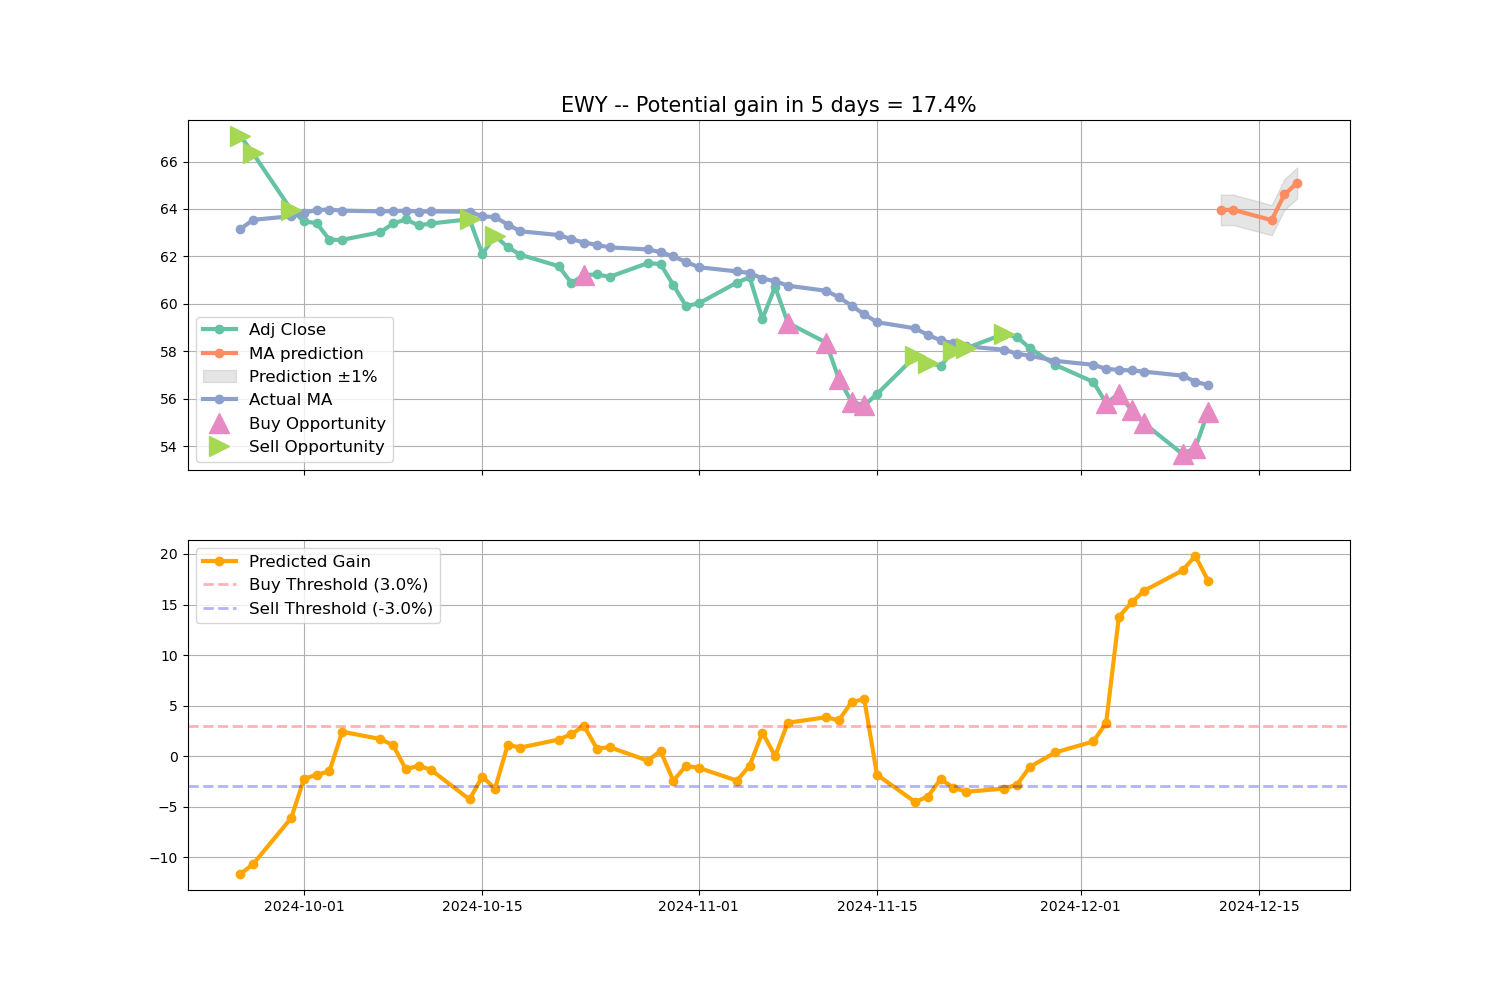 EWY -- Potential gain in 5 days = 17.4%
66
64
62
60
58
56
54
Adj Close
MA prediction
Prediction ±1%
Actual MA
Buy Opportunity
Sell Opportunity
20
15
10
5
0
−5
−10
Predicted Gain
Buy Threshold (3.0%)
Sell Threshold (-3.0%)
2024-10-01
2024-10-15
2024-11-01
2024-11-15
2024-12-01
2024-12-15